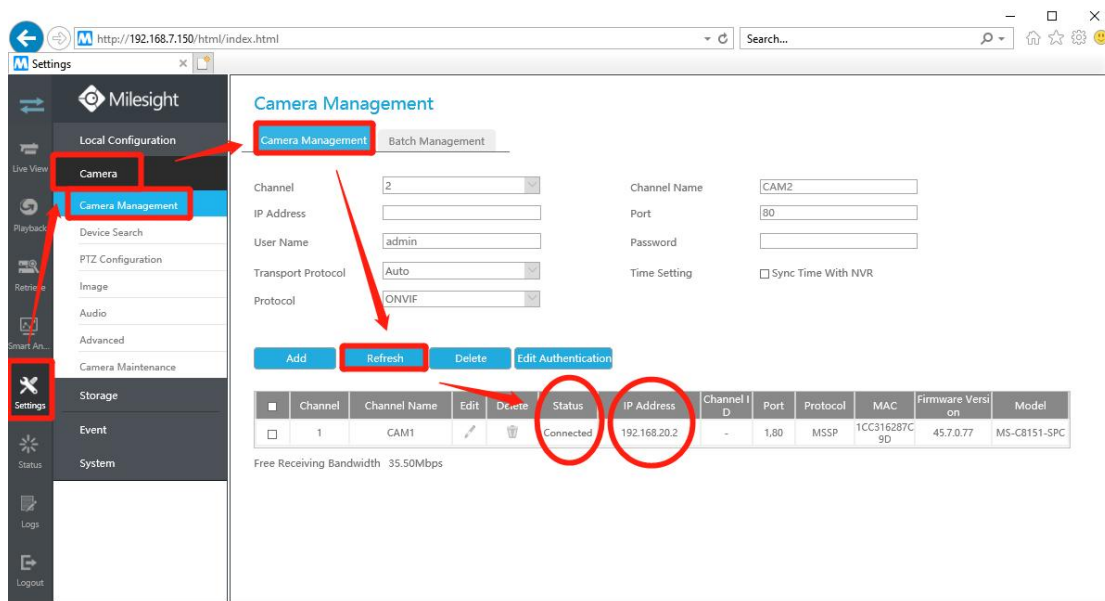 http://192.168.7.150/html/index.html
Search...
Settings
Milesight
Live View
Playback
Retrieve
Smart An...
Settings
Status
Logs
Logout
Local Configuration
Camera
Camera Management
Device Search
PTZ Configuration
Image
Audio
Advanced
Camera Maintenance
Storage
Event
System
Camera Management
Camera Management Batch Management
Channel 2 Channel Name CAM2
IP Address Port 80
User Name admin Password
Transport Protocol Auto Time Setting Sync Time With NVR
Protocol ONVIF
Add Refresh Delete Edit Authentication
Channel Channel Name Edit Delete Status IP Address Channel ID Port Protocol MAC Firmware Version Model
1 CAM1 Connected 192.168.20.2 - 1,80 MSSP 1CC316287C9D 45.7.0.77 MS-C8151-SPC
Free Receiving Bandwidth 35.50Mbps